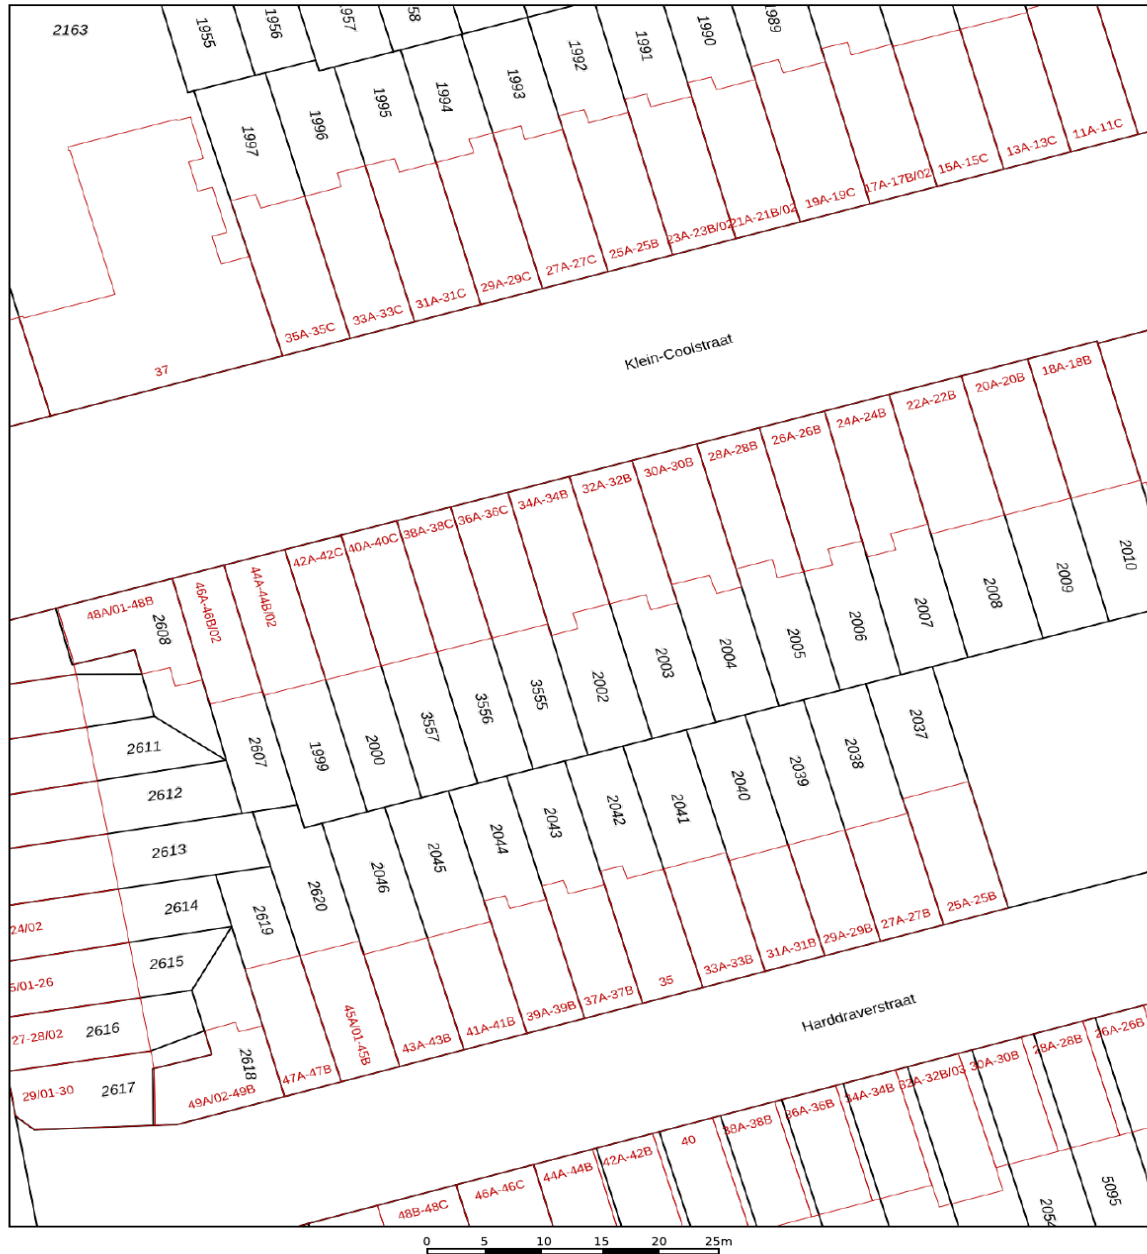 2163
1955
1956
1957
58
1989
1990
1991
1992
1993
1994
1995
1996
1997
11A-11C
13A-13C
15A-15C
17A-17B/02
19A-19C
21A-21B/02
23A-23B/02
25A-25B
27A-27C
29A-29C
31A-31C
33A-33C
35A-35C
37
Klein-Coolstraat
18A-18B
20A-20B
22A-22B
24A-24B
26A-26B
28A-28B
30A-30B
32A-32B
34A-34B
36A-36C
38A-38C
40A-40C
42A-42C
44A-44B/02
46A-46B/02
48A/01-48B
2608
2010
2009
2008
2007
2006
2005
2004
2003
2002
3555
3556
3557
2000
1999
2607
2611
2612
2613
2614
2615
2616
2617
2618
2619
2620
2046
2045
2044
2043
2042
2041
2040
2039
2038
2037
24/02
5/01-26
27-28/02
29/01-30
49A/02-49B
47A-47B
45A/01-45B
43A-43B
41A-41B
39A-39B
37A-37B
35
33A-33B
31A-31B
29A-29B
27A-27B
25A-25B
Harddraverstraat
26A-26B
28A-28B
30A-30B
32A-32B/03
34A-34B
36A-36B
38A-38B
40
42A-42B
44A-44B
46A-46C
48B-48C
2054
5095
0 5 10 15 20 25m